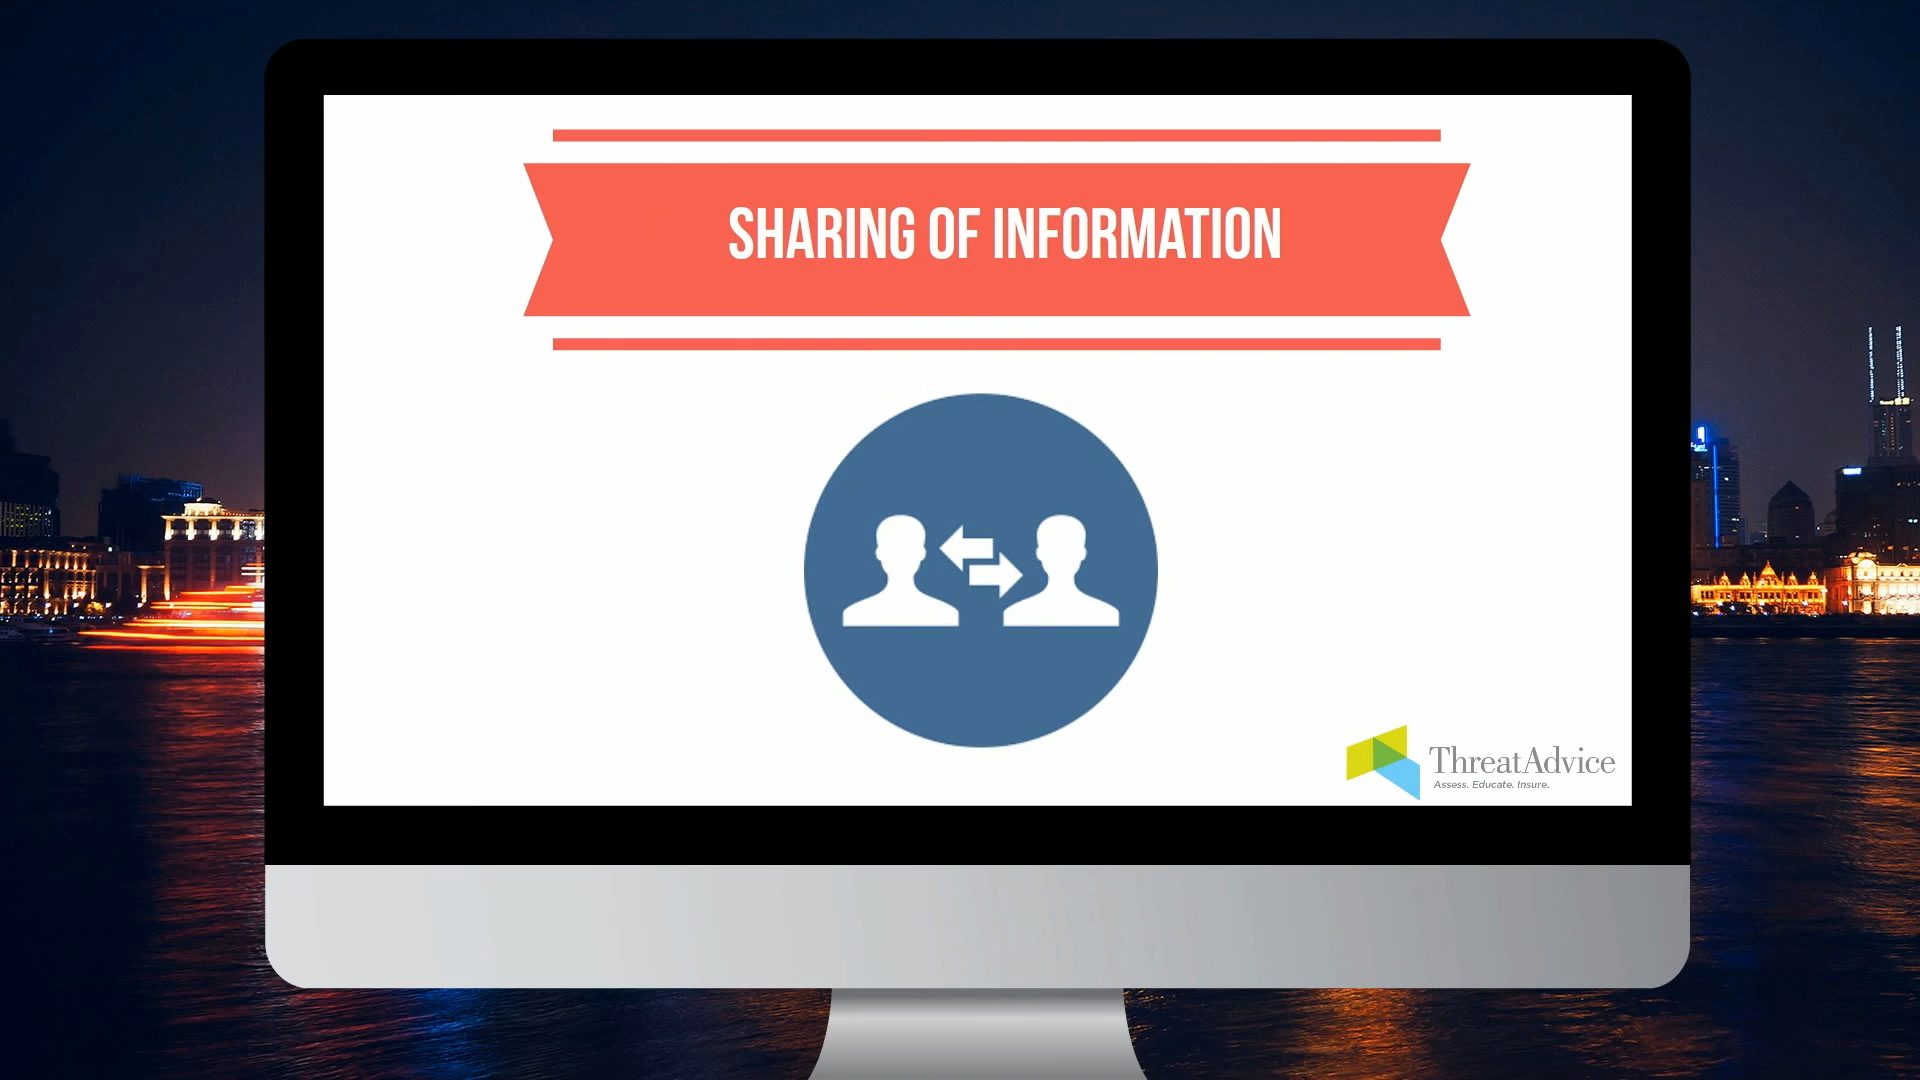 SHARING OF INFORMATION
ThreatAdvice
Assess. Educate. Insure.